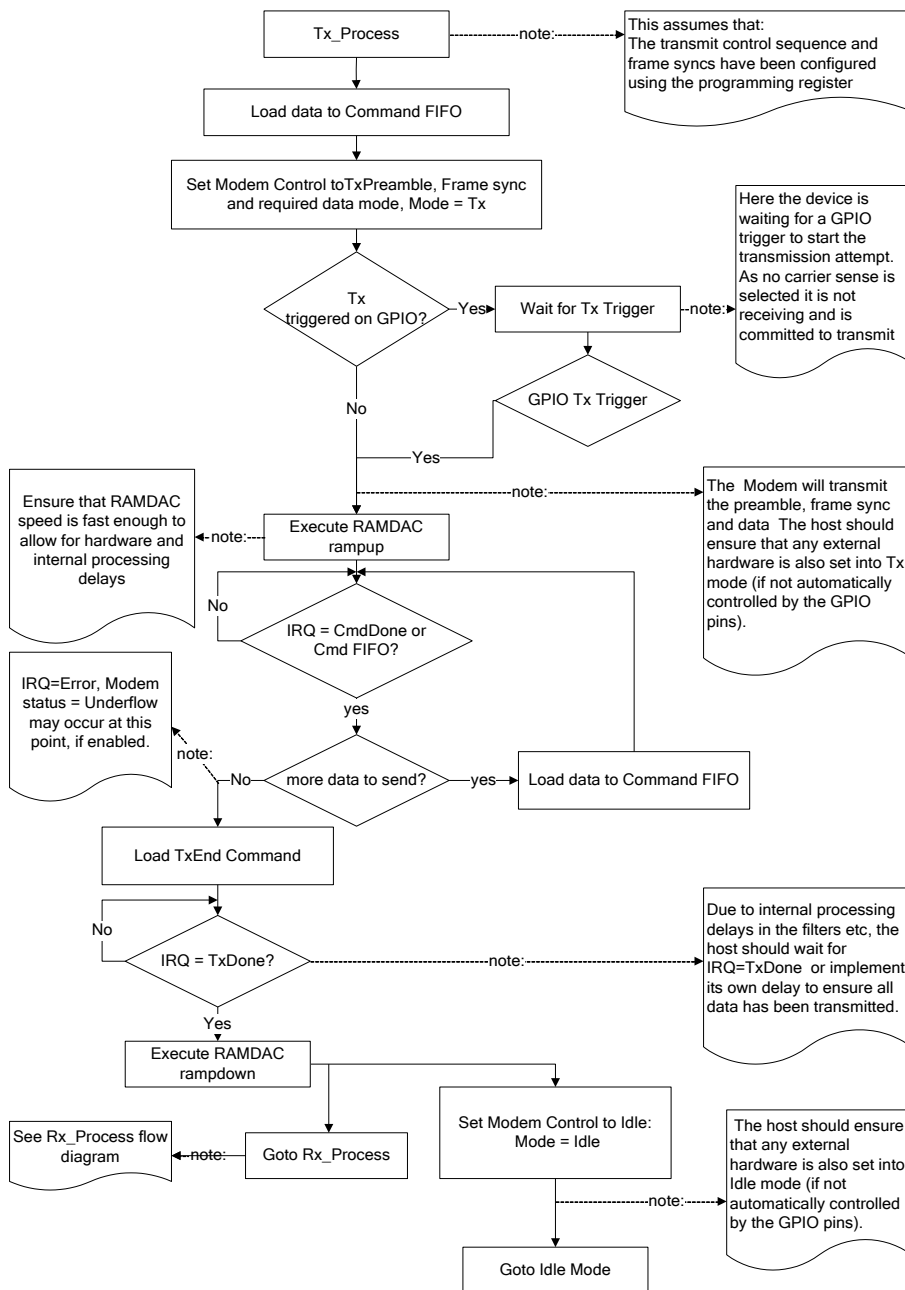 Tx_Process
note:
This assumes that:
The transmit control sequence and
frame syncs have been configured
using the programming register
Load data to Command FIFO
Set Modem Control toTxPreamble, Frame sync
and required data mode, Mode = Tx
Here the device is
waiting for a GPIO
trigger to start the
transmission attempt.
As no carrier sense is
selected it is not
receiving and is
committed to transmit
Tx
triggered on GPIO?
Yes
Wait for Tx Trigger
note:
GPIO Tx Trigger
No
Yes
note:
The  Modem will transmit
the preamble, frame sync
and data  The host should
ensure that any external
hardware is also set into Tx
mode (if not automatically
controlled by the GPIO
pins).
Ensure that RAMDAC
speed is fast enough to
allow for hardware and
internal processing
delays
note:
Execute RAMDAC
rampup
No
IRQ = CmdDone or
Cmd FIFO?
yes
IRQ=Error, Modem
status = Underflow
may occur at this
point, if enabled.
note:
No
more data to send?
yes
Load data to Command FIFO
Load TxEnd Command
No
IRQ = TxDone?
note:
Due to internal processing
delays in the filters etc, the
host should wait for
IRQ=TxDone  or implement
its own delay to ensure all
data has been transmitted.
Yes
Execute RAMDAC
rampdown
See Rx_Process flow
diagram
note:
Goto Rx_Process
Set Modem Control to Idle:
Mode = Idle
note:
The host should ensure
that any external
hardware is also set into
Idle mode (if not
automatically controlled
by the GPIO pins).
Goto Idle Mode